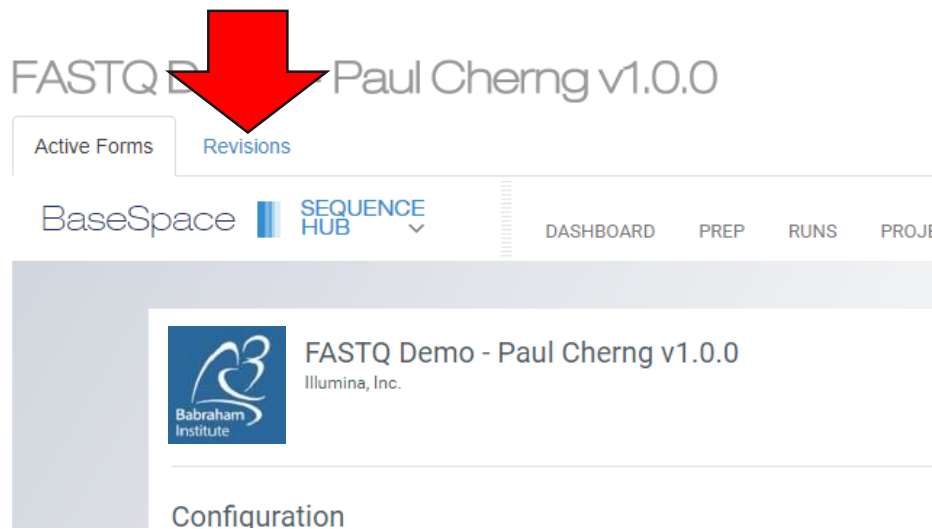 FASTQ D - Paul Cherng v1.0.0
Active Forms Revisions
BaseSpace SEQUENCE HUB DASHBOARD PREP RUNS PROJE
FASTQ Demo - Paul Cherng v1.0.0
Illumina, Inc.
Babraham
Institute
Configuration